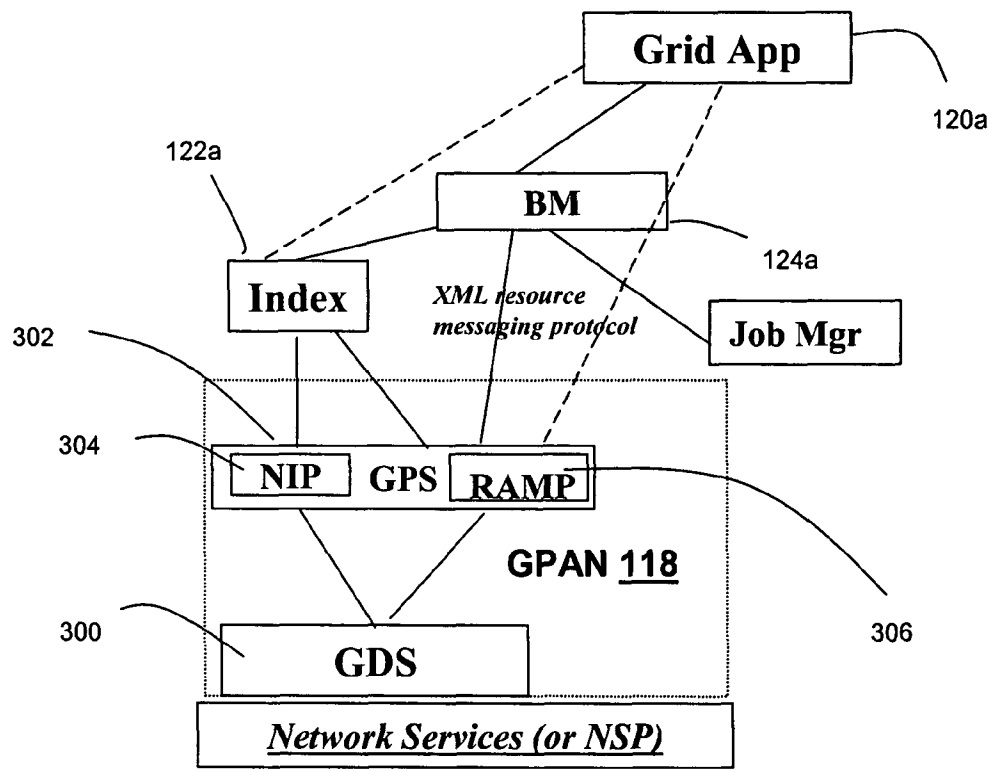 Grid App
120a
122a
BM
124a
Index
XML resource
messaging protocol
Job Mgr
302
304
NIP
GPS
RAMP
GPAN 118
300
306
GDS
Network Services (or NSP)